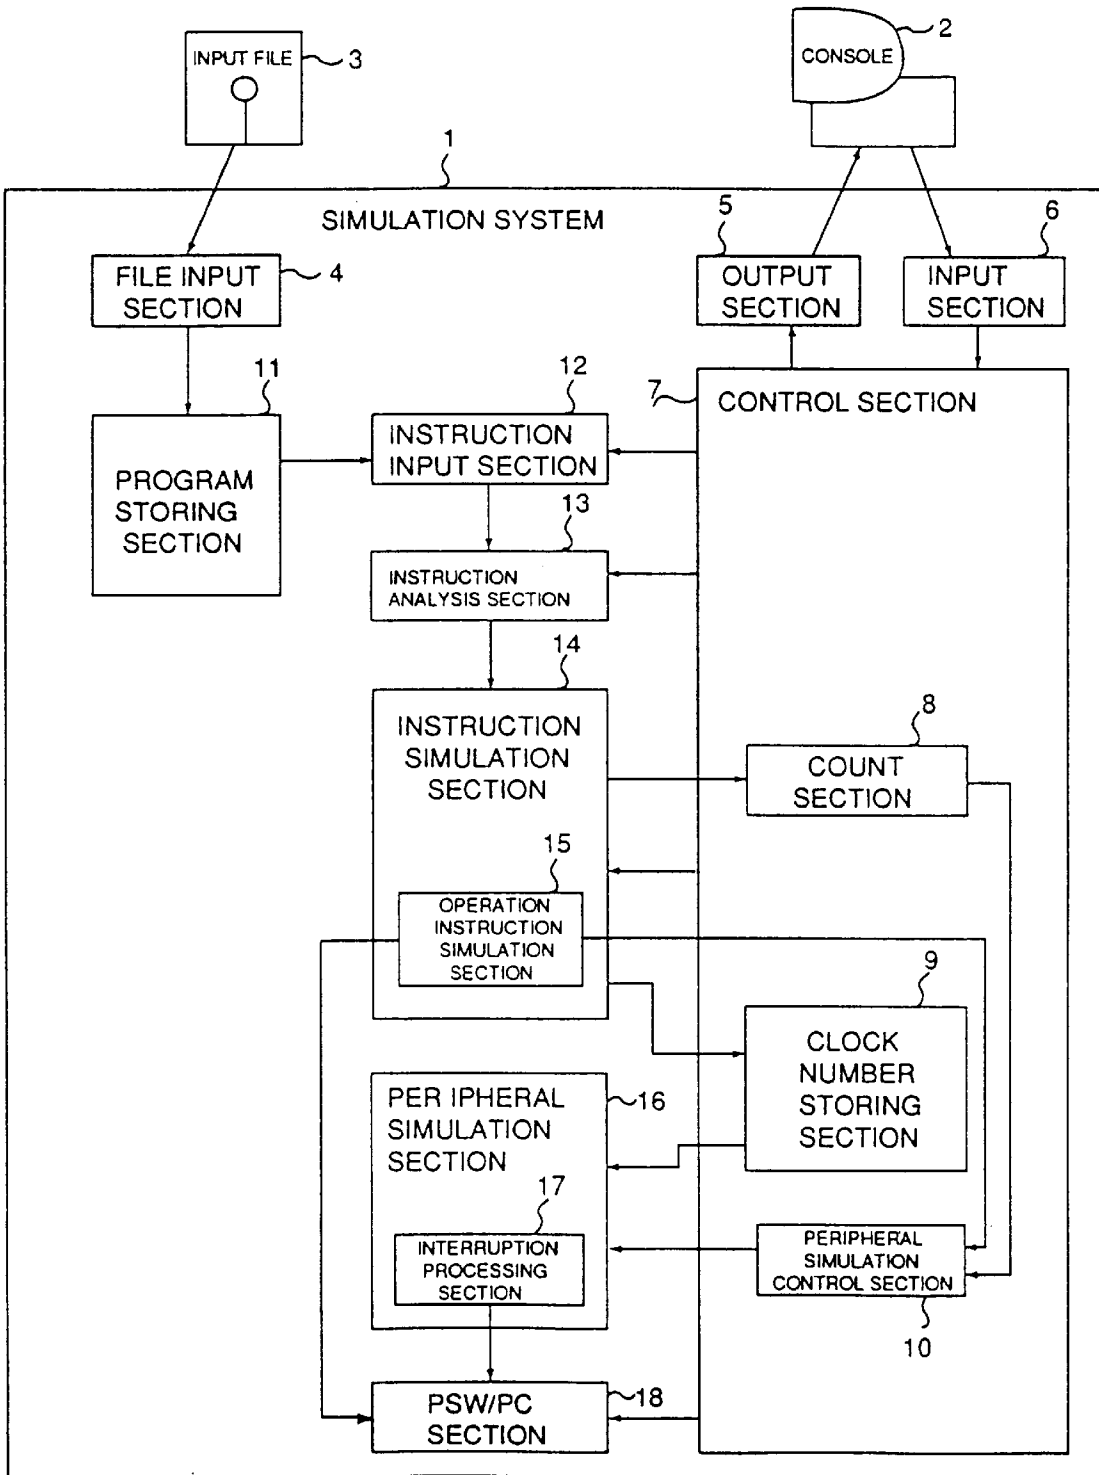 2
CONSOLE
INPUT FILE
3
1
SIMULATION SYSTEM
5
6
FILE INPUT
SECTION
4
OUTPUT
SECTION
INPUT
SECTION
11
12
7
CONTROL SECTION
INSTRUCTION
INPUT SECTION
PROGRAM
STORING
SECTION
13
INSTRUCTION
ANALYSIS SECTION
14
INSTRUCTION
SIMULATION
SECTION
8
COUNT
SECTION
15
OPERATION
INSTRUCTION
SIMULATION
SECTION
9
CLOCK
NUMBER
STORING
SECTION
PER IPHERAL
SIMULATION
SECTION
16
17
INTERRUPTION
PROCESSING
SECTION
PERIPHERAL
SIMULATION
CONTROL SECTION
10
PSW/PC
SECTION
18